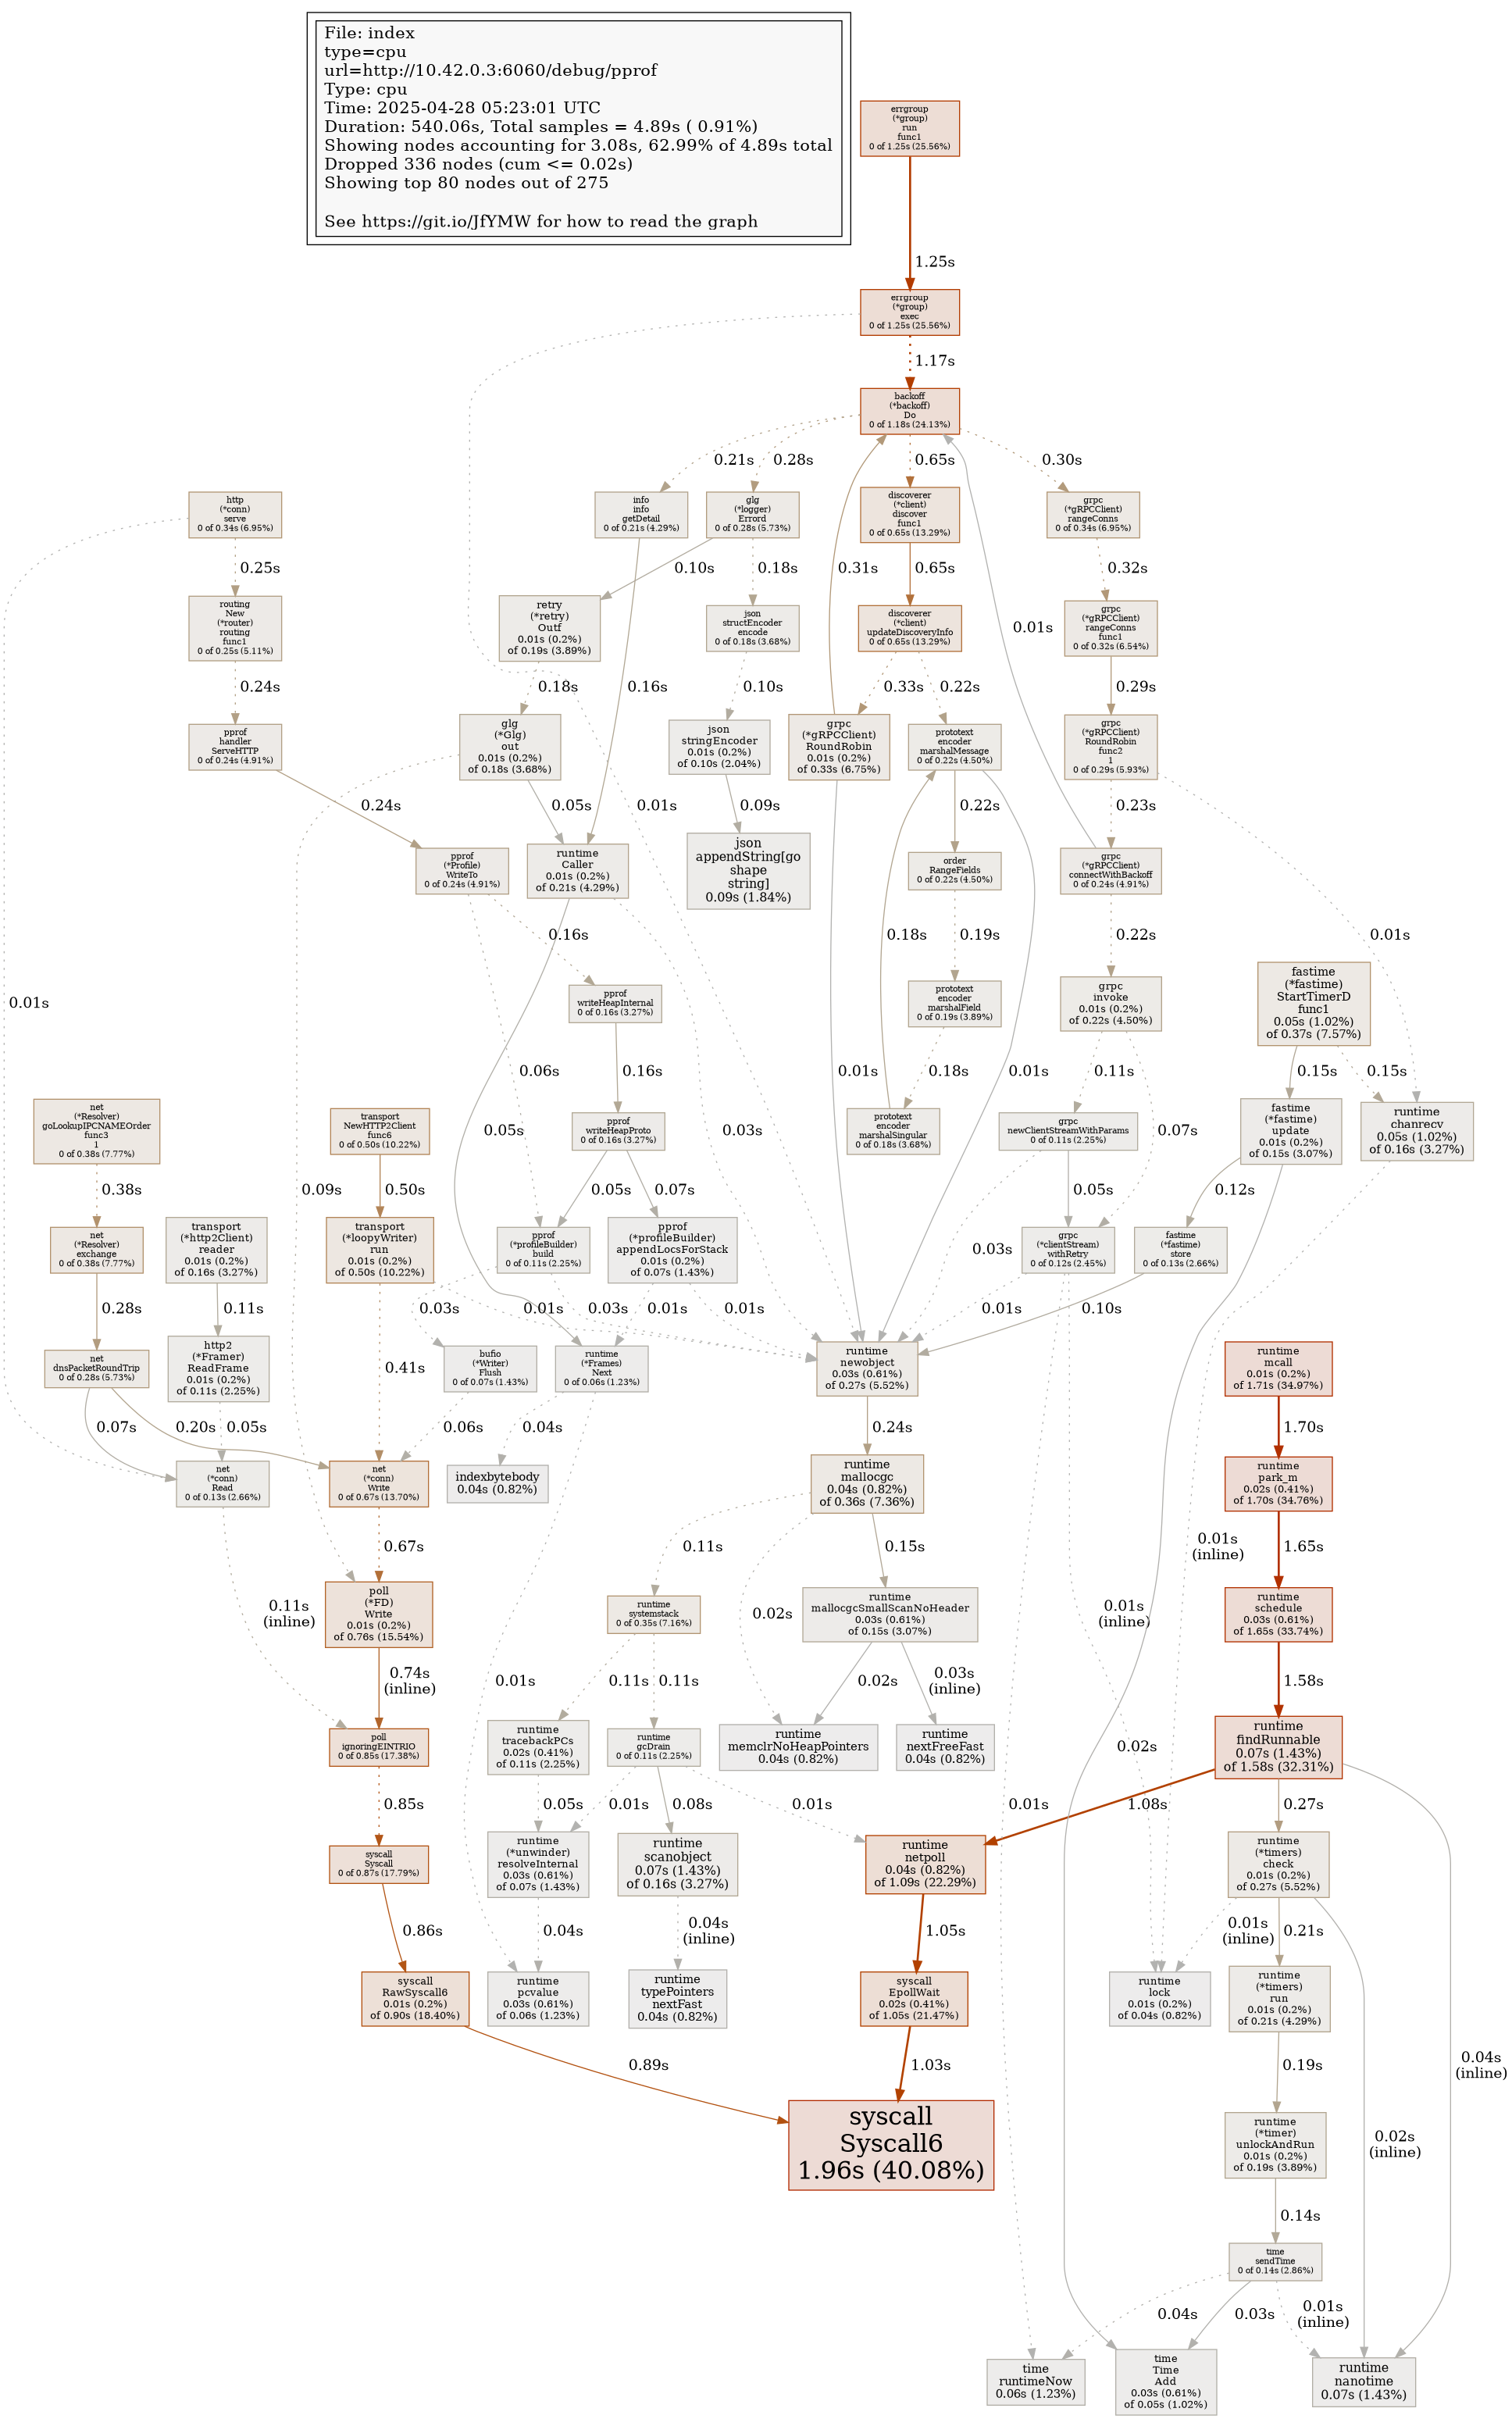 File: index
type=cpu
url=http://10.42.0.3:6060/debug/pprof
Type: cpu
Time: 2025-04-28 05:23:01 UTC
Duration: 540.06s, Total samples = 4.89s ( 0.91%)
Showing nodes accounting for 3.08s, 62.99% of 4.89s total
Dropped 336 nodes (cum <= 0.02s)
Showing top 80 nodes out of 275
See https://git.io/JfYMW for how to read the graph
errgroup
(*group)
run
func1
0 of 1.25s (25.56%)
1.25s
errgroup
(*group)
exec
0 of 1.25s (25.56%)
1.17s
backoff
(*backoff)
Do
0 of 1.18s (24.13%)
0.21s
0.28s
0.65s
0.30s
http
(*conn)
serve
0 of 0.34s (6.95%)
info
info
getDetail
0 of 0.21s (4.29%)
glg
(*logger)
Errord
0 of 0.28s (5.73%)
discoverer
(*client)
discover
func1
0 of 0.65s (13.29%)
grpc
(*gRPCClient)
rangeConns
0 of 0.34s (6.95%)
0.25s
0.10s
0.18s
0.31s
0.65s
0.32s
routing
New
(*router)
routing
func1
0 of 0.25s (5.11%)
retry
(*retry)
Outf
0.01s (0.2%)
of 0.19s (3.89%)
json
structEncoder
encode
0 of 0.18s (3.68%)
discoverer
(*client)
updateDiscoveryInfo
0 of 0.65s (13.29%)
0.01s
grpc
(*gRPCClient)
rangeConns
func1
0 of 0.32s (6.54%)
0.24s
0.18s
0.16s
0.10s
0.33s
0.22s
0.29s
pprof
handler
ServeHTTP
0 of 0.24s (4.91%)
glg
(*Glg)
out
0.01s (0.2%)
of 0.18s (3.68%)
json
stringEncoder
0.01s (0.2%)
of 0.10s (2.04%)
grpc
(*gRPCClient)
RoundRobin
0.01s (0.2%)
of 0.33s (6.75%)
prototext
encoder
marshalMessage
0 of 0.22s (4.50%)
grpc
(*gRPCClient)
RoundRobin
func2
1
0 of 0.29s (5.93%)
0.24s
0.05s
0.01s
0.09s
0.22s
0.23s
pprof
(*Profile)
WriteTo
0 of 0.24s (4.91%)
runtime
Caller
0.01s (0.2%)
of 0.21s (4.29%)
json
appendString[go
shape
string]
0.09s (1.84%)
order
RangeFields
0 of 0.22s (4.50%)
grpc
(*gRPCClient)
connectWithBackoff
0 of 0.24s (4.91%)
0.16s
0.18s
0.19s
0.22s
0.01s
0.01s
pprof
writeHeapInternal
0 of 0.16s (3.27%)
prototext
encoder
marshalField
0 of 0.19s (3.89%)
grpc
invoke
0.01s (0.2%)
of 0.22s (4.50%)
fastime
(*fastime)
StartTimerD
func1
0.05s (1.02%)
of 0.37s (7.57%)
0.06s
0.16s
0.01s
0.01s
0.18s
0.11s
0.15s
0.15s
net
(*Resolver)
goLookupIPCNAMEOrder
func3
1
0 of 0.38s (7.77%)
transport
NewHTTP2Client
func6
0 of 0.50s (10.22%)
0.05s
pprof
writeHeapProto
0 of 0.16s (3.27%)
0.03s
prototext
encoder
marshalSingular
0 of 0.18s (3.68%)
grpc
newClientStreamWithParams
0 of 0.11s (2.25%)
0.07s
fastime
(*fastime)
update
0.01s (0.2%)
of 0.15s (3.07%)
runtime
chanrecv
0.05s (1.02%)
of 0.16s (3.27%)
0.38s
0.50s
0.09s
0.05s
0.07s
0.05s
0.12s
net
(*Resolver)
exchange
0 of 0.38s (7.77%)
transport
(*http2Client)
reader
0.01s (0.2%)
of 0.16s (3.27%)
transport
(*loopyWriter)
run
0.01s (0.2%)
of 0.50s (10.22%)
pprof
(*profileBuilder)
build
0 of 0.11s (2.25%)
pprof
(*profileBuilder)
appendLocsForStack
0.01s (0.2%)
of 0.07s (1.43%)
0.03s
grpc
(*clientStream)
withRetry
0 of 0.12s (2.45%)
fastime
(*fastime)
store
0 of 0.13s (2.66%)
0.28s
0.11s
0.03s
0.01s
0.03s
0.01s
0.01s
0.01s
0.10s
net
dnsPacketRoundTrip
0 of 0.28s (5.73%)
http2
(*Framer)
ReadFrame
0.01s (0.2%)
of 0.11s (2.25%)
0.41s
bufio
(*Writer)
Flush
0 of 0.07s (1.43%)
runtime
(*Frames)
Next
0 of 0.06s (1.23%)
runtime
newobject
0.03s (0.61%)
of 0.27s (5.52%)
runtime
mcall
0.01s (0.2%)
of 1.71s (34.97%)
0.07s
0.20s
0.05s
0.06s
0.04s
0.24s
1.70s
net
(*conn)
Read
0 of 0.13s (2.66%)
net
(*conn)
Write
0 of 0.67s (13.70%)
indexbytebody
0.04s (0.82%)
runtime
mallocgc
0.04s (0.82%)
of 0.36s (7.36%)
runtime
park_m
0.02s (0.41%)
of 1.70s (34.76%)
0.67s
0.11s
0.15s
0.01s
(inline)
1.65s
0.11s
(inline)
poll
(*FD)
Write
0.01s (0.2%)
of 0.76s (15.54%)
runtime
systemstack
0 of 0.35s (7.16%)
0.02s
runtime
mallocgcSmallScanNoHeader
0.03s (0.61%)
of 0.15s (3.07%)
0.01s
(inline)
runtime
schedule
0.03s (0.61%)
of 1.65s (33.74%)
0.74s
(inline)
0.01s
0.11s
0.11s
0.02s
0.03s
(inline)
1.58s
poll
ignoringEINTRIO
0 of 0.85s (17.38%)
runtime
tracebackPCs
0.02s (0.41%)
of 0.11s (2.25%)
runtime
gcDrain
0 of 0.11s (2.25%)
runtime
memclrNoHeapPointers
0.04s (0.82%)
runtime
nextFreeFast
0.04s (0.82%)
0.02s
runtime
findRunnable
0.07s (1.43%)
of 1.58s (32.31%)
0.85s
0.05s
0.01s
0.08s
0.01s
0.01s
1.08s
0.27s
syscall
Syscall
0 of 0.87s (17.79%)
runtime
(*unwinder)
resolveInternal
0.03s (0.61%)
of 0.07s (1.43%)
runtime
scanobject
0.07s (1.43%)
of 0.16s (3.27%)
runtime
netpoll
0.04s (0.82%)
of 1.09s (22.29%)
runtime
(*timers)
check
0.01s (0.2%)
of 0.27s (5.52%)
0.86s
0.04s
0.04s
(inline)
1.05s
0.01s
(inline)
0.21s
syscall
RawSyscall6
0.01s (0.2%)
of 0.90s (18.40%)
runtime
pcvalue
0.03s (0.61%)
of 0.06s (1.23%)
runtime
typePointers
nextFast
0.04s (0.82%)
syscall
EpollWait
0.02s (0.41%)
of 1.05s (21.47%)
runtime
lock
0.01s (0.2%)
of 0.04s (0.82%)
runtime
(*timers)
run
0.01s (0.2%)
of 0.21s (4.29%)
0.89s
1.03s
0.19s
0.04s
(inline)
syscall
Syscall6
1.96s (40.08%)
runtime
(*timer)
unlockAndRun
0.01s (0.2%)
of 0.19s (3.89%)
0.02s
(inline)
0.14s
time
sendTime
0 of 0.14s (2.86%)
0.04s
0.03s
0.01s
(inline)
time
runtimeNow
0.06s (1.23%)
time
Time
Add
0.03s (0.61%)
of 0.05s (1.02%)
runtime
nanotime
0.07s (1.43%)